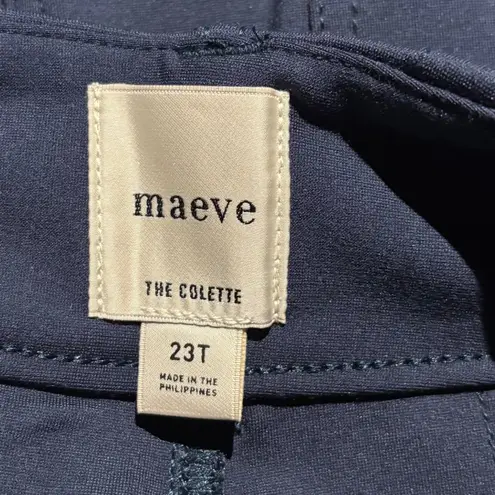 maeve
THE COLETTE
23T
MADE IN THE
PHILIPPINES